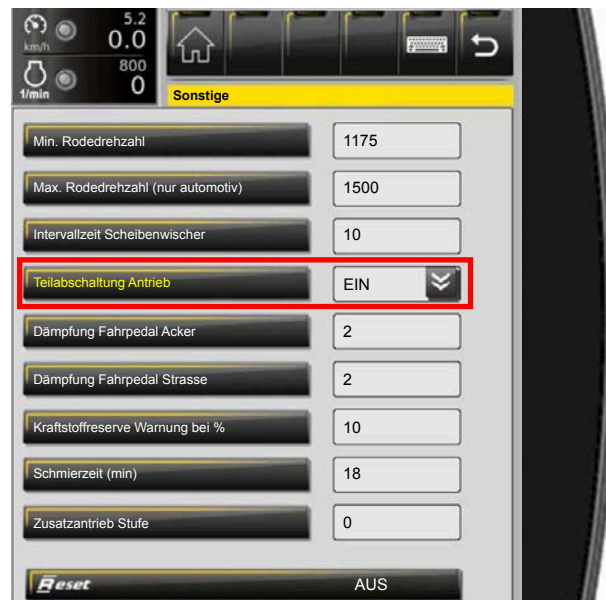 5.2
km/h 0.0
800
1/min 0
Sonstige
Min. Rodedrehzahl 1175
Max. Rodedrehzahl (nur automotiv) 1500
Intervallzeit Scheibenwischer 10
Teilabschaltung Antrieb EIN
Dämpfung Fahrpedal Acker 2
Dämpfung Fahrpedal Strasse 2
Kraftstoffreserve Warnung bei % 10
Schmierzeit (min) 18
Zusatzantrieb Stufe 0
Reset AUS